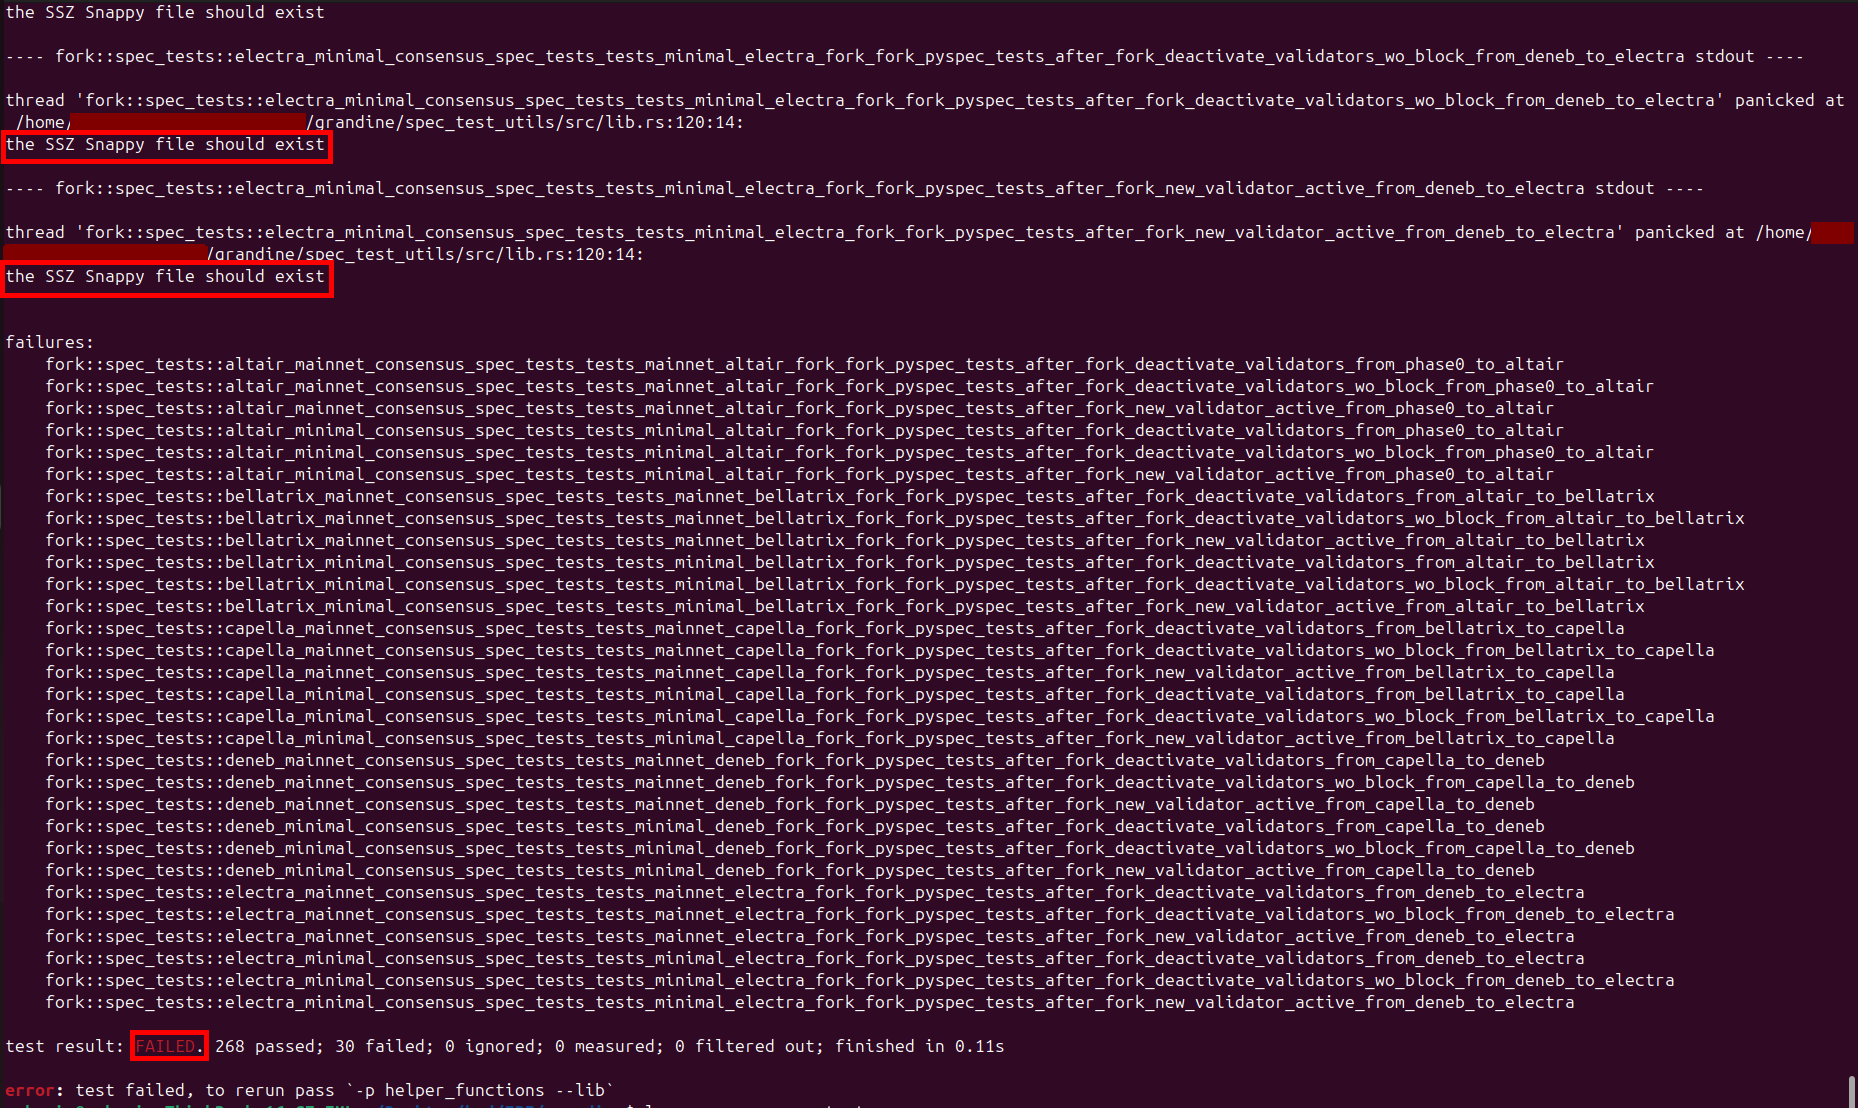 the SSZ Snappy file should exist
---- fork::spec_tests::electra_minimal_consensus_spec_tests_tests_minimal_electra_fork_fork_pyspec_tests_after_fork_deactivate_validators_wo_block_from_deneb_to_electra stdout ----
thread 'fork::spec_tests::electra_minimal_consensus_spec_tests_tests_minimal_electra_fork_fork_pyspec_tests_after_fork_deactivate_validators_wo_block_from_deneb_to_electra' panicked at
/home/ /grandine/spec_test_utils/src/lib.rs:120:14:
the SSZ Snappy file should exist
---- fork::spec_tests::electra_minimal_consensus_spec_tests_tests_minimal_electra_fork_fork_pyspec_tests_after_fork_new_validator_active_from_deneb_to_electra stdout ----
thread 'fork::spec_tests::electra_minimal_consensus_spec_tests_tests_minimal_electra_fork_fork_pyspec_tests_after_fork_new_validator_active_from_deneb_to_electra' panicked at /home/
/grandine/spec_test_utils/src/lib.rs:120:14:
the SSZ Snappy file should exist
failures:
fork::spec_tests::altair_mainnet_consensus_spec_tests_tests_mainnet_altair_fork_fork_pyspec_tests_after_fork_deactivate_validators_from_phase0_to_altair
fork::spec_tests::altair_mainnet_consensus_spec_tests_tests_mainnet_altair_fork_fork_pyspec_tests_after_fork_deactivate_validators_wo_block_from_phase0_to_altair
fork::spec_tests::altair_mainnet_consensus_spec_tests_tests_mainnet_altair_fork_fork_pyspec_tests_after_fork_new_validator_active_from_phase0_to_altair
fork::spec_tests::altair_minimal_consensus_spec_tests_tests_minimal_altair_fork_fork_pyspec_tests_after_fork_deactivate_validators_from_phase0_to_altair
fork::spec_tests::altair_minimal_consensus_spec_tests_tests_minimal_altair_fork_fork_pyspec_tests_after_fork_deactivate_validators_wo_block_from_phase0_to_altair
fork::spec_tests::altair_minimal_consensus_spec_tests_tests_minimal_altair_fork_fork_pyspec_tests_after_fork_new_validator_active_from_phase0_to_altair
fork::spec_tests::bellatrix_mainnet_consensus_spec_tests_tests_mainnet_bellatrix_fork_fork_pyspec_tests_after_fork_deactivate_validators_from_altair_to_bellatrix
fork::spec_tests::bellatrix_mainnet_consensus_spec_tests_tests_mainnet_bellatrix_fork_fork_pyspec_tests_after_fork_deactivate_validators_wo_block_from_altair_to_bellatrix
fork::spec_tests::bellatrix_mainnet_consensus_spec_tests_tests_mainnet_bellatrix_fork_fork_pyspec_tests_after_fork_new_validator_active_from_altair_to_bellatrix
fork::spec_tests::bellatrix_minimal_consensus_spec_tests_tests_minimal_bellatrix_fork_fork_pyspec_tests_after_fork_deactivate_validators_from_altair_to_bellatrix
fork::spec_tests::bellatrix_minimal_consensus_spec_tests_tests_minimal_bellatrix_fork_fork_pyspec_tests_after_fork_deactivate_validators_wo_block_from_altair_to_bellatrix
fork::spec_tests::bellatrix_minimal_consensus_spec_tests_tests_minimal_bellatrix_fork_fork_pyspec_tests_after_fork_new_validator_active_from_altair_to_bellatrix
fork::spec_tests::capella_mainnet_consensus_spec_tests_tests_mainnet_capella_fork_fork_pyspec_tests_after_fork_deactivate_validators_from_bellatrix_to_capella
fork::spec_tests::capella_mainnet_consensus_spec_tests_tests_mainnet_capella_fork_fork_pyspec_tests_after_fork_deactivate_validators_wo_block_from_bellatrix_to_capella
fork::spec_tests::capella_mainnet_consensus_spec_tests_tests_mainnet_capella_fork_fork_pyspec_tests_after_fork_new_validator_active_from_bellatrix_to_capella
fork::spec_tests::capella_minimal_consensus_spec_tests_tests_minimal_capella_fork_fork_pyspec_tests_after_fork_deactivate_validators_from_bellatrix_to_capella
fork::spec_tests::capella_minimal_consensus_spec_tests_tests_minimal_capella_fork_fork_pyspec_tests_after_fork_deactivate_validators_wo_block_from_bellatrix_to_capella
fork::spec_tests::capella_minimal_consensus_spec_tests_tests_minimal_capella_fork_fork_pyspec_tests_after_fork_new_validator_active_from_bellatrix_to_capella
fork::spec_tests::deneb_mainnet_consensus_spec_tests_tests_mainnet_deneb_fork_fork_pyspec_tests_after_fork_deactivate_validators_from_capella_to_deneb
fork::spec_tests::deneb_mainnet_consensus_spec_tests_tests_mainnet_deneb_fork_fork_pyspec_tests_after_fork_deactivate_validators_wo_block_from_capella_to_deneb
fork::spec_tests::deneb_mainnet_consensus_spec_tests_tests_mainnet_deneb_fork_fork_pyspec_tests_after_fork_new_validator_active_from_capella_to_deneb
fork::spec_tests::deneb_minimal_consensus_spec_tests_tests_minimal_deneb_fork_fork_pyspec_tests_after_fork_deactivate_validators_from_capella_to_deneb
fork::spec_tests::deneb_minimal_consensus_spec_tests_tests_minimal_deneb_fork_fork_pyspec_tests_after_fork_deactivate_validators_wo_block_from_capella_to_deneb
fork::spec_tests::deneb_minimal_consensus_spec_tests_tests_minimal_deneb_fork_fork_pyspec_tests_after_fork_new_validator_active_from_capella_to_deneb
fork::spec_tests::electra_mainnet_consensus_spec_tests_tests_mainnet_electra_fork_fork_pyspec_tests_after_fork_deactivate_validators_from_deneb_to_electra
fork::spec_tests::electra_mainnet_consensus_spec_tests_tests_mainnet_electra_fork_fork_pyspec_tests_after_fork_deactivate_validators_wo_block_from_deneb_to_electra
fork::spec_tests::electra_mainnet_consensus_spec_tests_tests_mainnet_electra_fork_fork_pyspec_tests_after_fork_new_validator_active_from_deneb_to_electra
fork::spec_tests::electra_minimal_consensus_spec_tests_tests_minimal_electra_fork_fork_pyspec_tests_after_fork_deactivate_validators_from_deneb_to_electra
fork::spec_tests::electra_minimal_consensus_spec_tests_tests_minimal_electra_fork_fork_pyspec_tests_after_fork_deactivate_validators_wo_block_from_deneb_to_electra
fork::spec_tests::electra_minimal_consensus_spec_tests_tests_minimal_electra_fork_fork_pyspec_tests_after_fork_new_validator_active_from_deneb_to_electra
test result: FAILED. 268 passed; 30 failed; 0 ignored; 0 measured; 0 filtered out; finished in 0.11s
error: test failed, to rerun pass `-p helper_functions --lib`